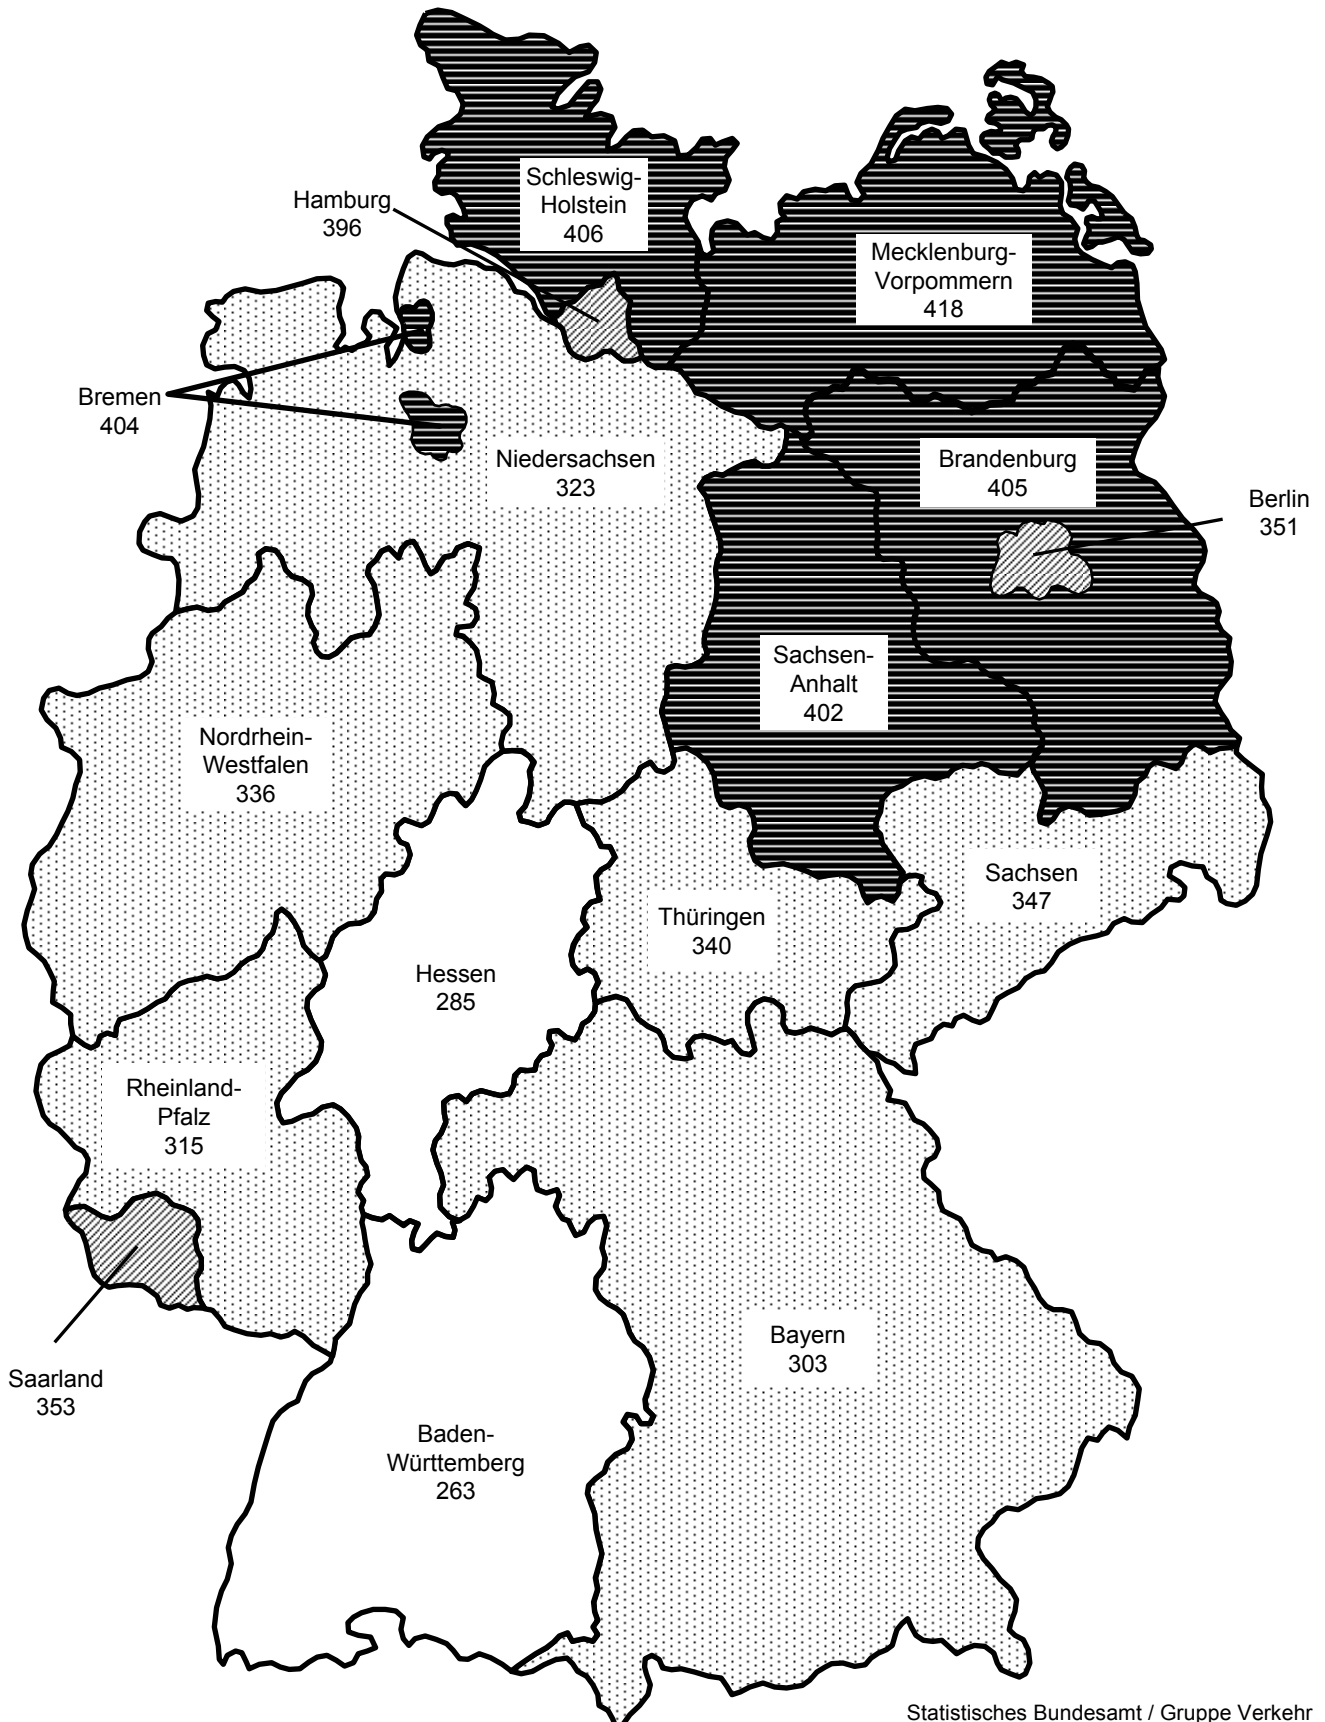 Schleswig-
Holstein
406
Hamburg
396
Mecklenburg-
Vorpommern
418
Bremen
404
Niedersachsen
323
Brandenburg
405
Berlin
351
Sachsen-
Anhalt
402
Nordrhein-
Westfalen
336
Sachsen
347
Thüringen
340
Hessen
285
Rheinland-
Pfalz
315
Bayern
303
Saarland
353
Baden-
Württemberg
263
Statistisches Bundesamt / Gruppe Verkehr